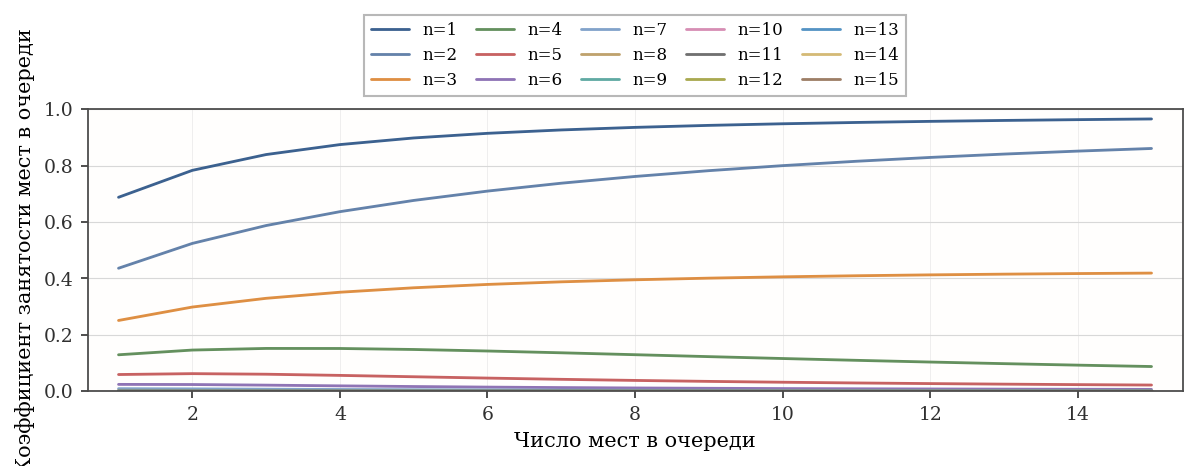 n=1 n=4 n=7 n=10 n=13
n=2 n=5 n=8 n=11 n=14
n=3 n=6 n=9 n=12 n=15
Коэффициент занятости мест в очереди
1.0
0.8
0.6
0.4
0.2
0.0
2 4 6 8 10 12 14
Число мест в очереди